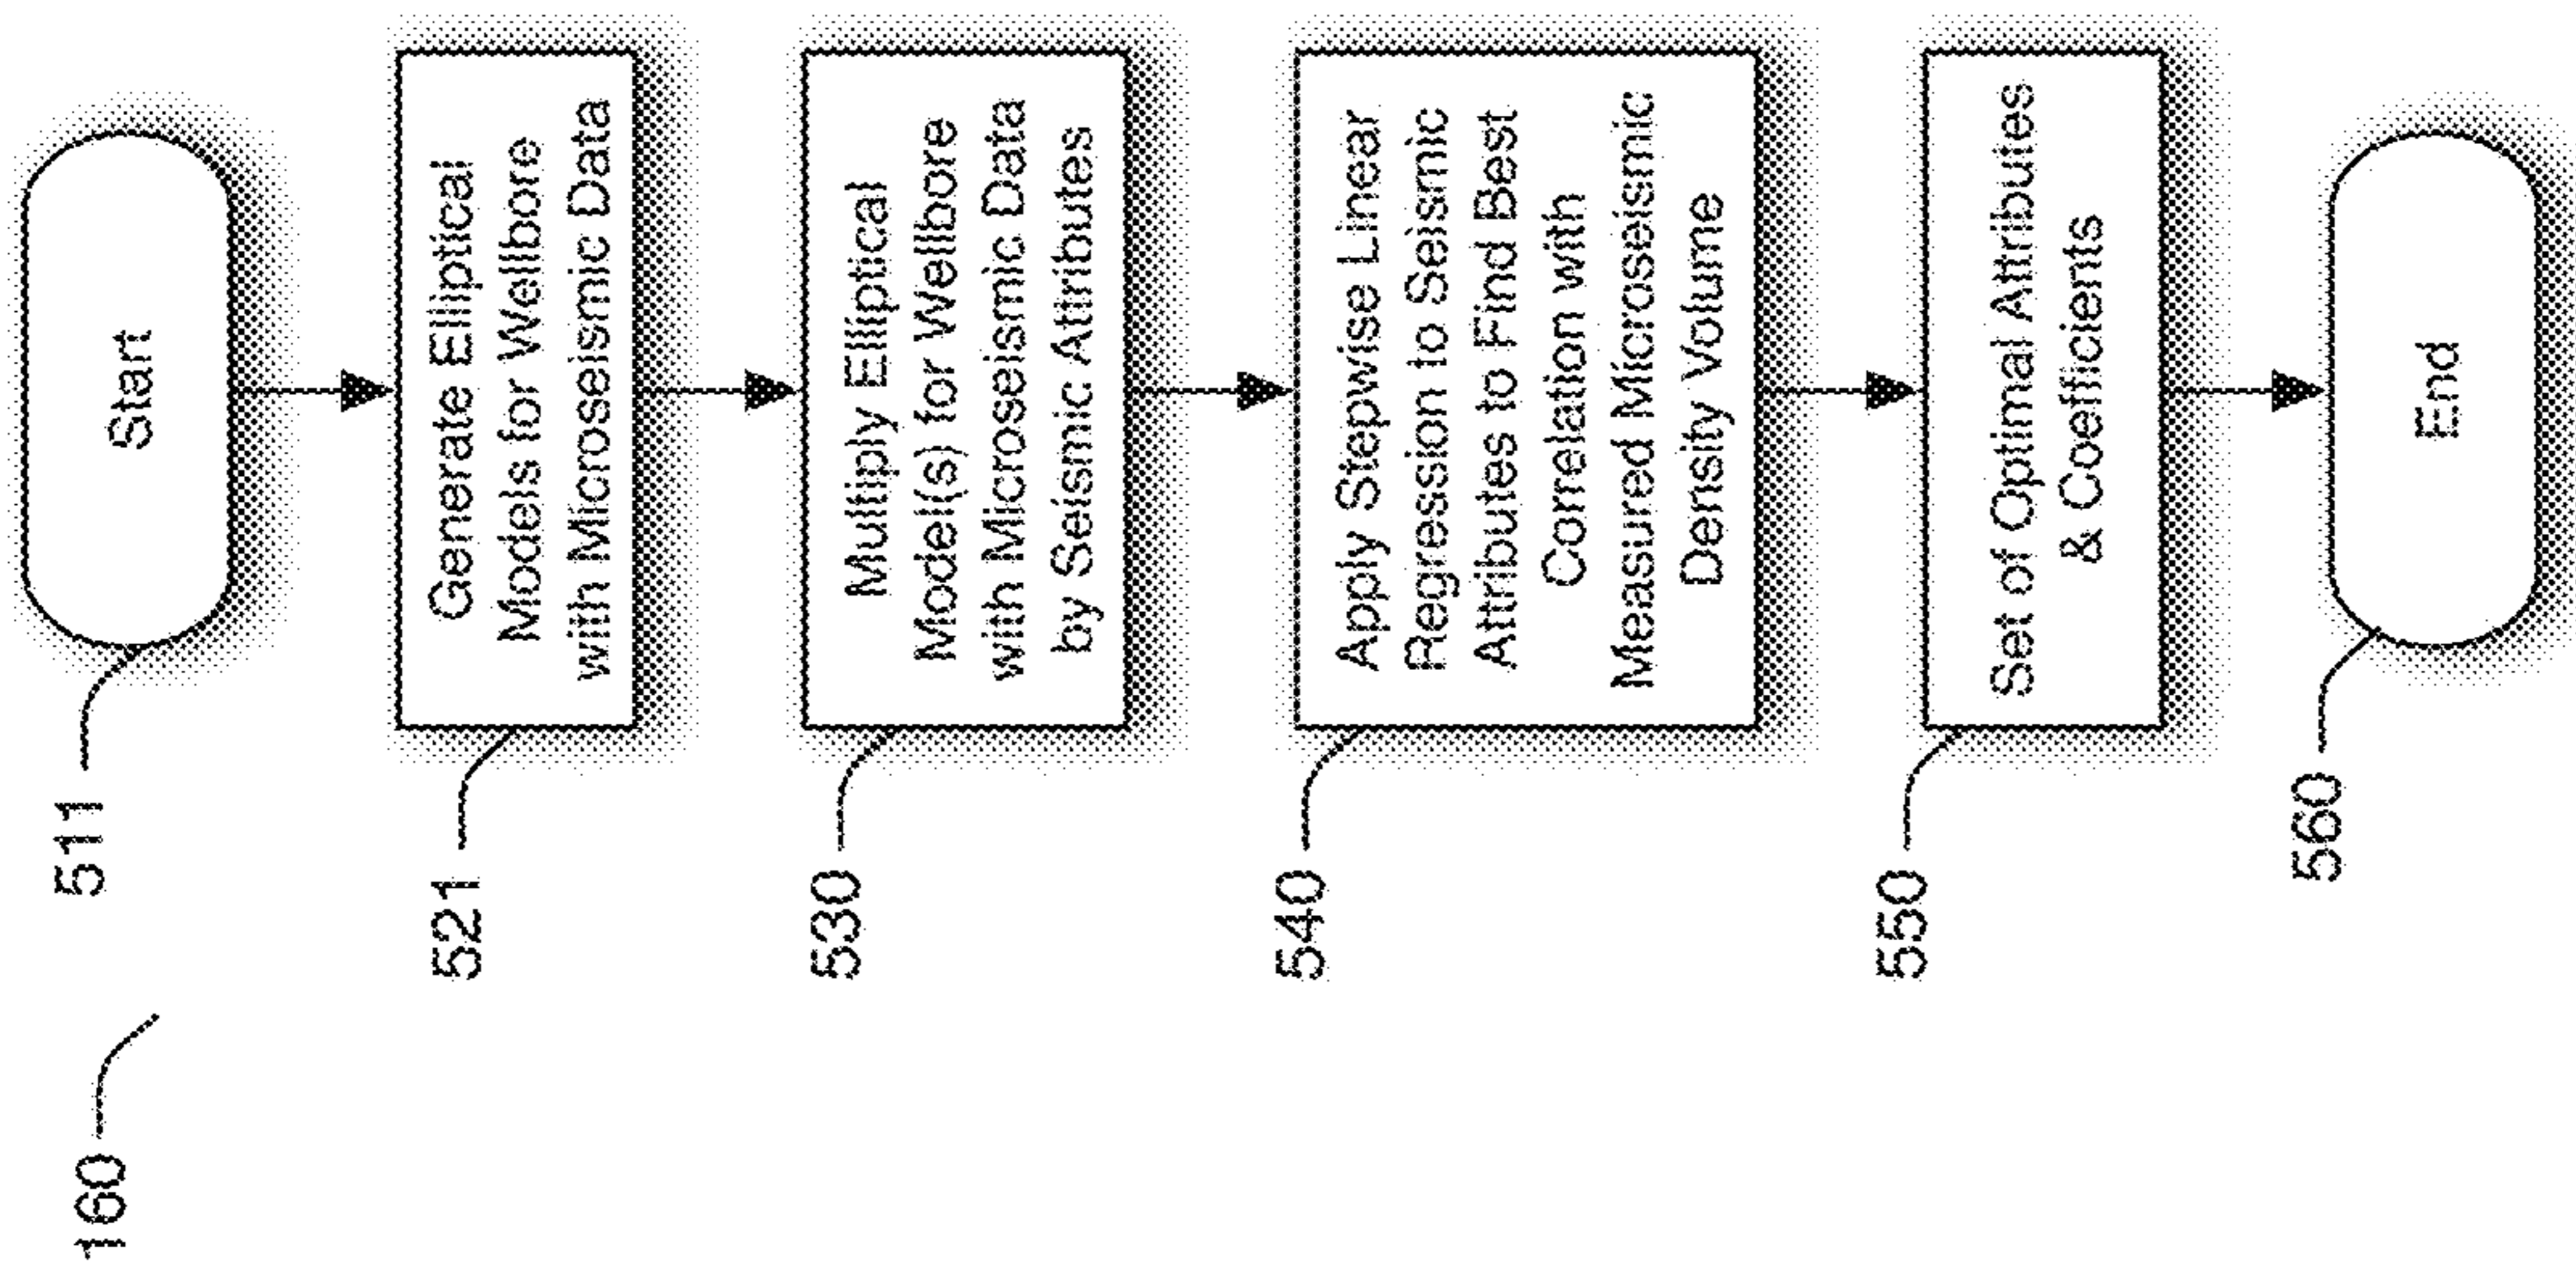 160
511
Start
521
Generate Elliptical
Models for Wellbore
with Microseismic Data
530
Multiply Elliptical
Model(s) for Wellbore
with Microseismic Data
by Seismic Attributes
540
Apply Stepwise Linear
Regression to Seismic
Attributes to Find Best
Correlation with
Measured Microseismic
Density Volume
550
Set of Optimal Attributes
& Coefficients
560
End